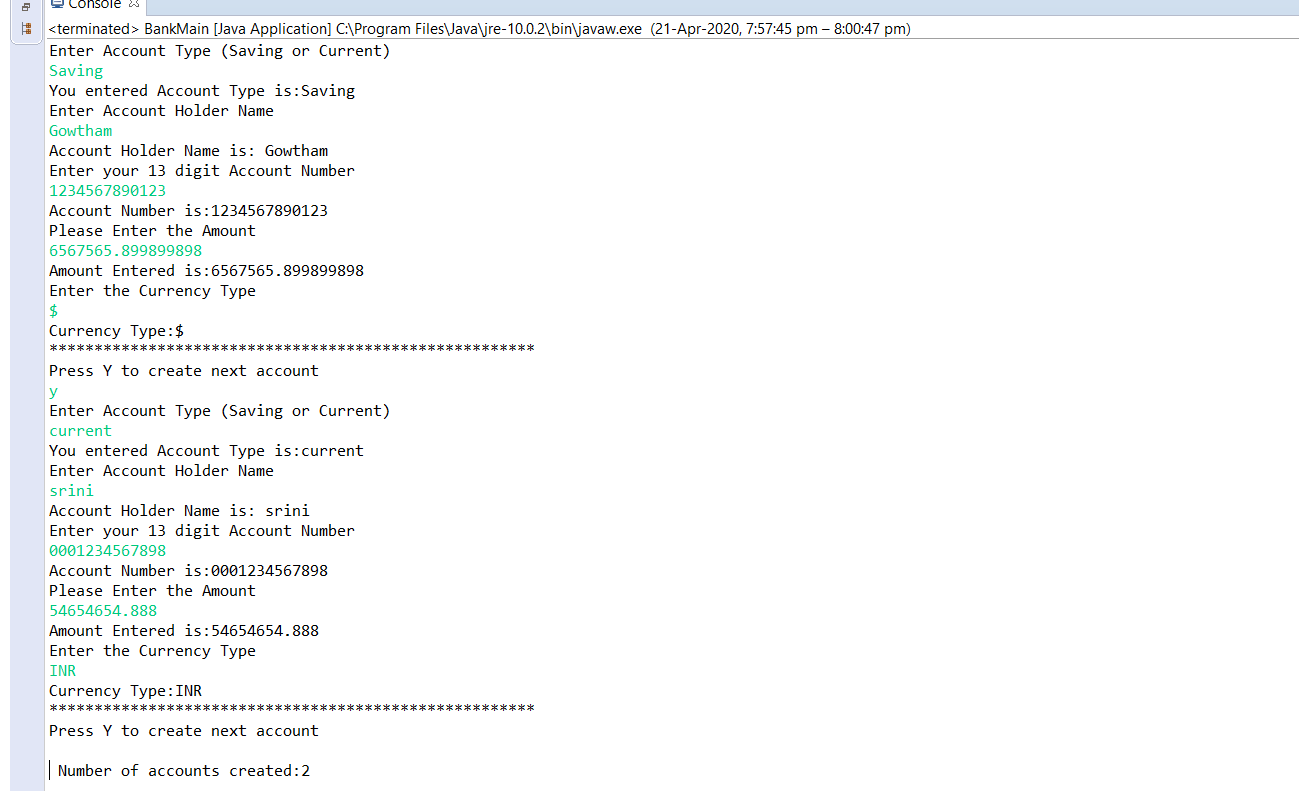 Console
<terminated> BankMain [Java Application] C:\Program Files\Java\jre-10.0.2\bin\javaw.exe (21-Apr-2020, 7:57:45 pm – 8:00:47 pm)
Enter Account Type (Saving or Current)
Saving
You entered Account Type is:Saving
Enter Account Holder Name
Gowtham
Account Holder Name is: Gowtham
Enter your 13 digit Account Number
1234567890123
Account Number is:1234567890123
Please Enter the Amount
6567565.899899898
Amount Entered is:6567565.899899898
Enter the Currency Type
$
Currency Type:$
******************************************************
Press Y to create next account
y
Enter Account Type (Saving or Current)
current
You entered Account Type is:current
Enter Account Holder Name
srini
Account Holder Name is: srini
Enter your 13 digit Account Number
0001234567898
Account Number is:0001234567898
Please Enter the Amount
54654654.888
Amount Entered is:54654654.888
Enter the Currency Type
INR
Currency Type:INR
******************************************************
Press Y to create next account
Number of accounts created:2